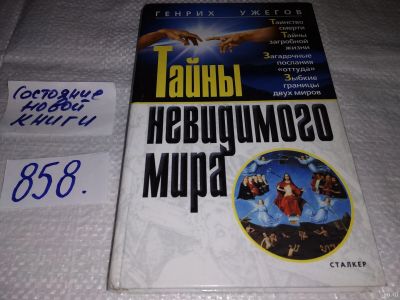 ГЕНРИХ УЖЕГОВ
Таинство
смерти
Тайны
загробной
жизни
Загадочные
послания
«оттуда»
Зыбкие
границы
двух миров
Тайны
невидимого
мира
СТАЛКЕР
Состояние
новой
книги
858.